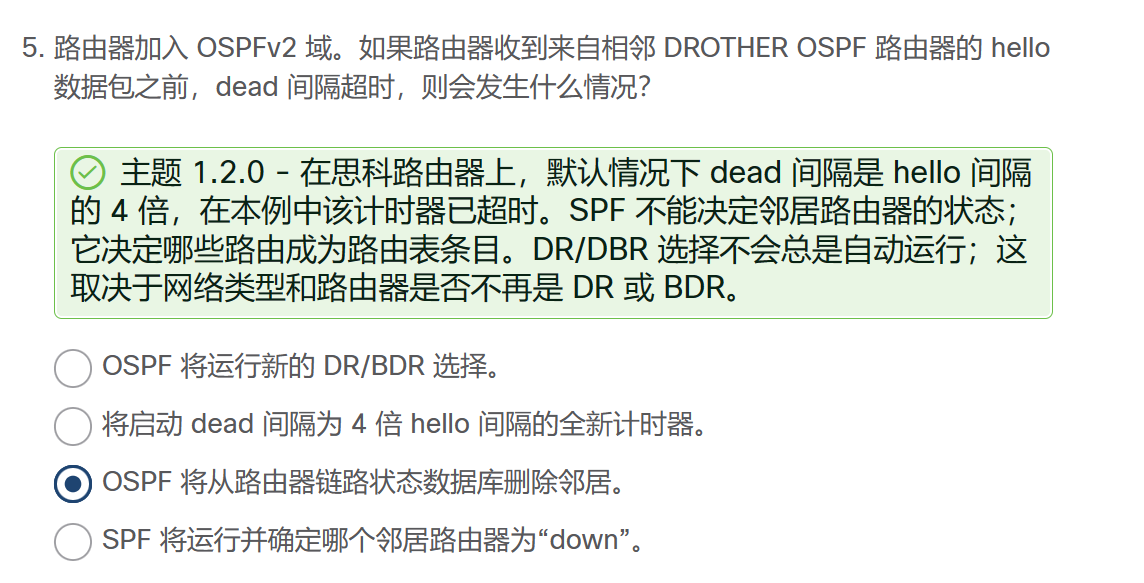 5. 路由器加入 OSPFv2 域。如果路由器收到来自相邻 DROTHER OSPF 路由器的 hello
数据包之前，dead 间隔超时，则会发生什么情况？
主题 1.2.0 - 在思科路由器上，默认情况下 dead 间隔是 hello 间隔
的 4 倍，在本例中该计时器已超时。SPF 不能决定邻居路由器的状态；
它决定哪些路由成为路由表条目。DR/DBR 选择不会总是自动运行；这
取决于网络类型和路由器是否不再是 DR 或 BDR。
OSPF 将运行新的 DR/BDR 选择。
将启动 dead 间隔为 4 倍 hello 间隔的全新计时器。
OSPF 将从路由器链路状态数据库删除邻居。
SPF 将运行并确定哪个邻居路由器为“down”。